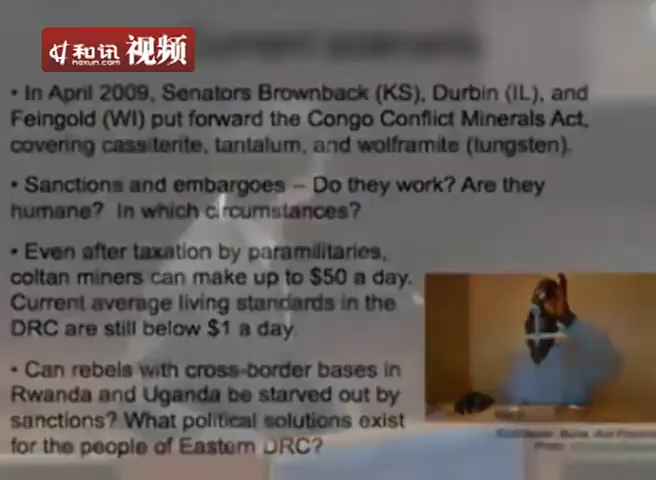 和讯 视频
hexun.com
• In April 2009, Senators Brownback (KS), Durbin (IL), and
Feingold (WI) put forward the Congo Conflict Minerals Act,
covering cassiterite, tantalum, and wolframite (tungsten).
• Sanctions and embargoes – Do they work? Are they
humane? In which circumstances?
• Even after taxation by paramilitaries,
coltan miners can make up to $50 a day.
Current average living standards in the
DRC are still below $1 a day.
• Can rebels with cross-border bases in
Rwanda and Uganda be starved out by
sanctions? What political solutions exist
for the people of Eastern DRC?